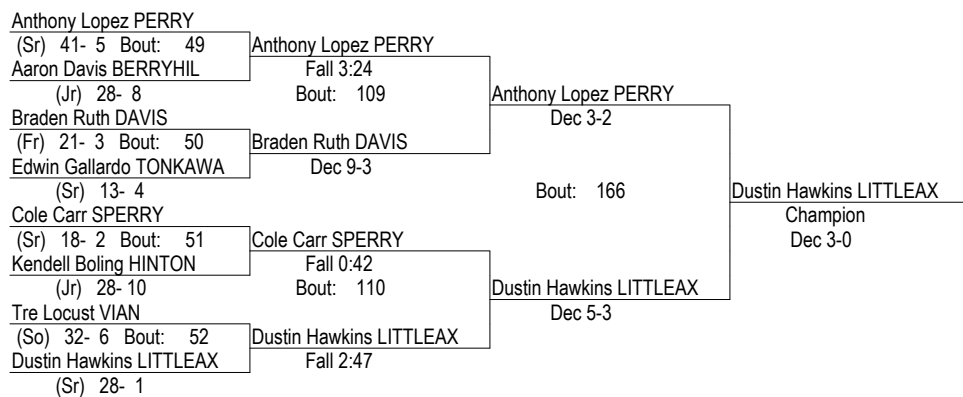 Anthony Lopez PERRY
(Sr) 41- 5 Bout: 49
Anthony Lopez PERRY
Aaron Davis BERRYHIL
Fall 3:24
(Jr) 28- 8
Bout: 109
Anthony Lopez PERRY
Braden Ruth DAVIS
Dec 3-2
(Fr) 21- 3 Bout: 50
Braden Ruth DAVIS
Edwin Gallardo TONKAWA
Dec 9-3
(Sr) 13- 4
Bout: 166
Dustin Hawkins LITTLEAX
Cole Carr SPERRY
Champion
(Sr) 18- 2 Bout: 51
Cole Carr SPERRY
Dec 3-0
Kendell Boling HINTON
Fall 0:42
(Jr) 28-10
Bout: 110
Dustin Hawkins LITTLEAX
Tre Locust VIAN
Dec 5-3
(So) 32- 6 Bout: 52
Dustin Hawkins LITTLEAX
Dustin Hawkins LITTLEAX
Fall 2:47
(Sr) 28- 1